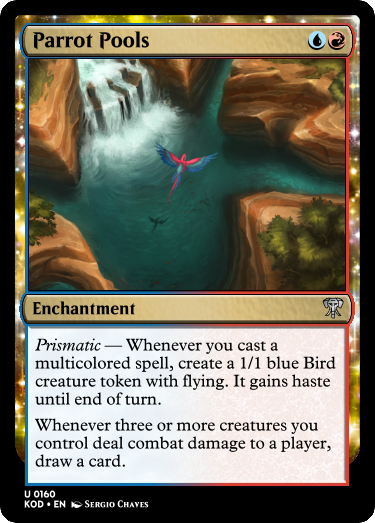 Parrot Pools
Enchantment
Prismatic — Whenever you cast a
multicolored spell, create a 1/1 blue Bird
creature token with flying. It gains haste
until end of turn.
Whenever three or more creatures you
control deal combat damage to a player,
draw a card.
U 0160
KOD • EN Sergio Chaves